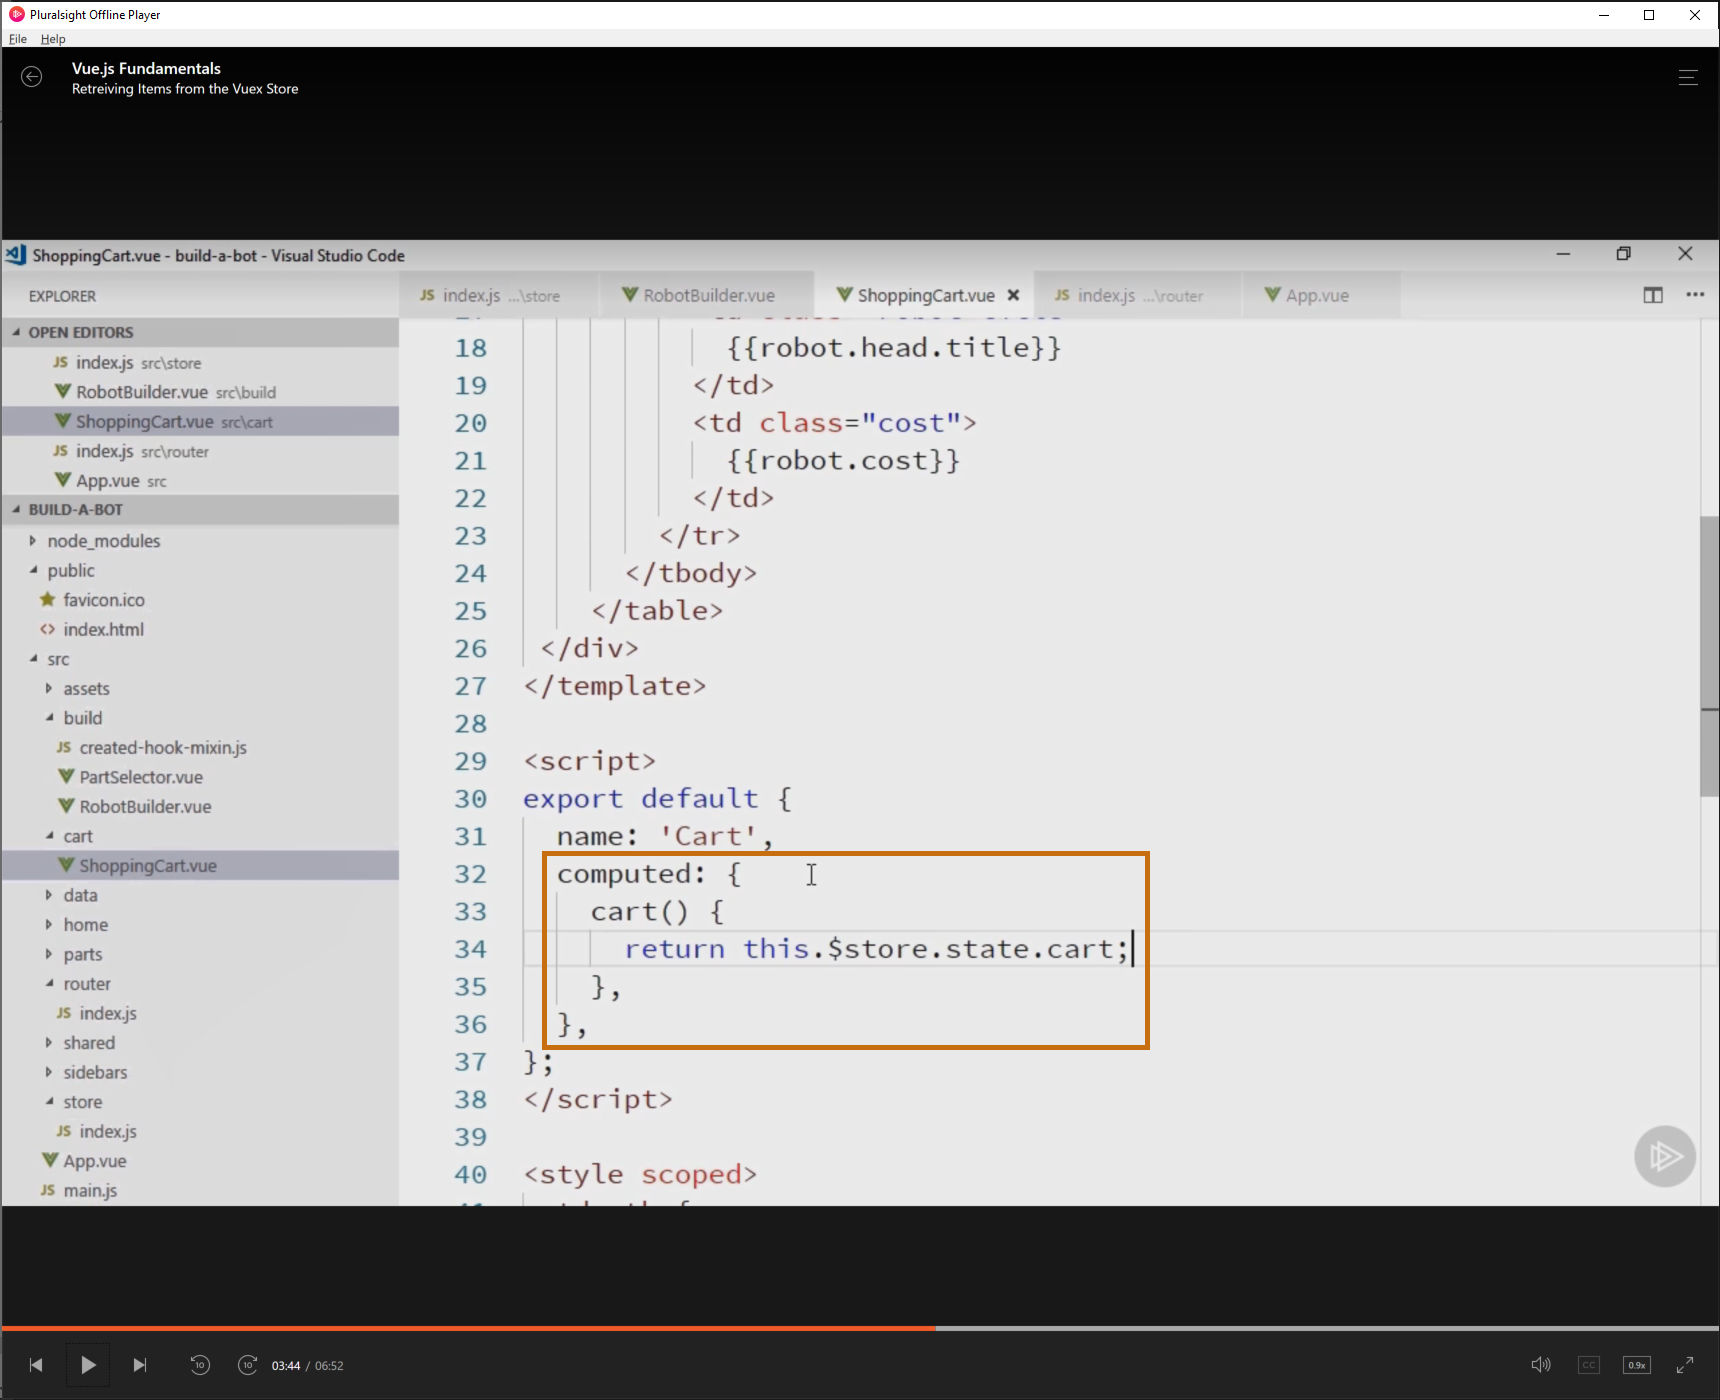 Pluralsight Offline Player
File Help
Vue.js Fundamentals
Retreiving Items from the Vuex Store
ShoppingCart.vue - build-a-bot - Visual Studio Code
EXPLORER
JS index.js ...\store
RobotBuilder.vue
ShoppingCart.vue
JS index.js ...\router
App.vue
OPEN EDITORS
JS index.js src\store
RobotBuilder.vue src\build
ShoppingCart.vue src\cart
JS index.js src\router
App.vue src
BUILD-A-BOT
node_modules
public
favicon.ico
<> index.html
src
assets
build
JS created-hook-mixin.js
PartSelector.vue
RobotBuilder.vue
cart
ShoppingCart.vue
data
home
parts
router
JS index.js
shared
sidebars
store
JS index.js
App.vue
JS main.js
18 {{robot.head.title}}
19 </td>
20 <td class="cost">
21 {{robot.cost}}
22 </td>
23 </tr>
24 </tbody>
25 </table>
26 </div>
27 </template>
28
29 <script>
30 export default {
31 name: 'Cart',
32 computed: {
33 cart() {
34 return this.$store.state.cart;
35 },
36 },
37 };
38 </script>
39
40 <style scoped>
10
10
03:44 / 06:52
CC
0.9x